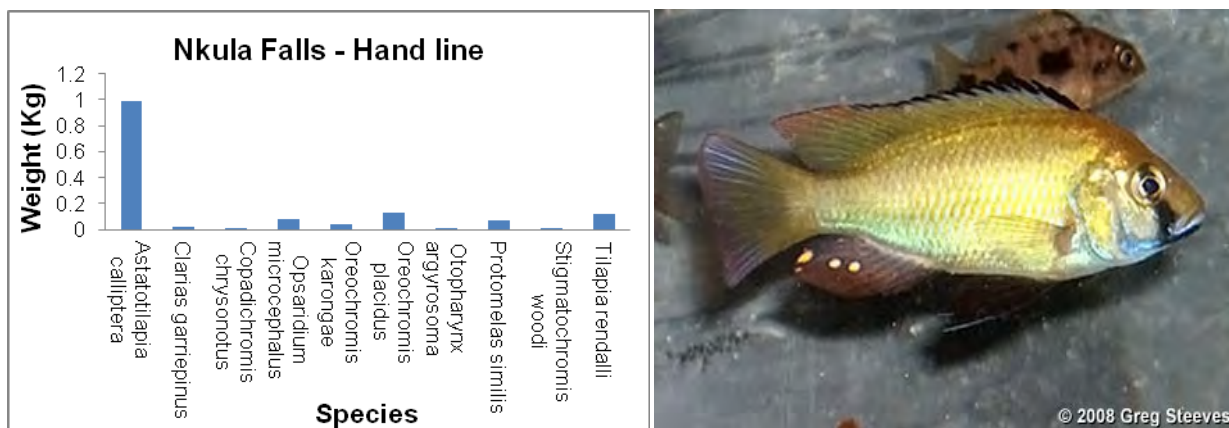 Nkula Falls - Hand line
Weight (Kg)
1.2
1
0.8
0.6
0.4
0.2
0
Astatotilapia
calliptera
Clarias garriepinus
Copadichromis
chrysonotus
Opsaridium
microcephalus
Oreochromis
karongae
Oreochromis
placidus
Otopharynx
argyrosoma
Protomelas similis
Stigmatochromis
woodi
Tilapia rendalli
Species
© 2008 Greg Steeves